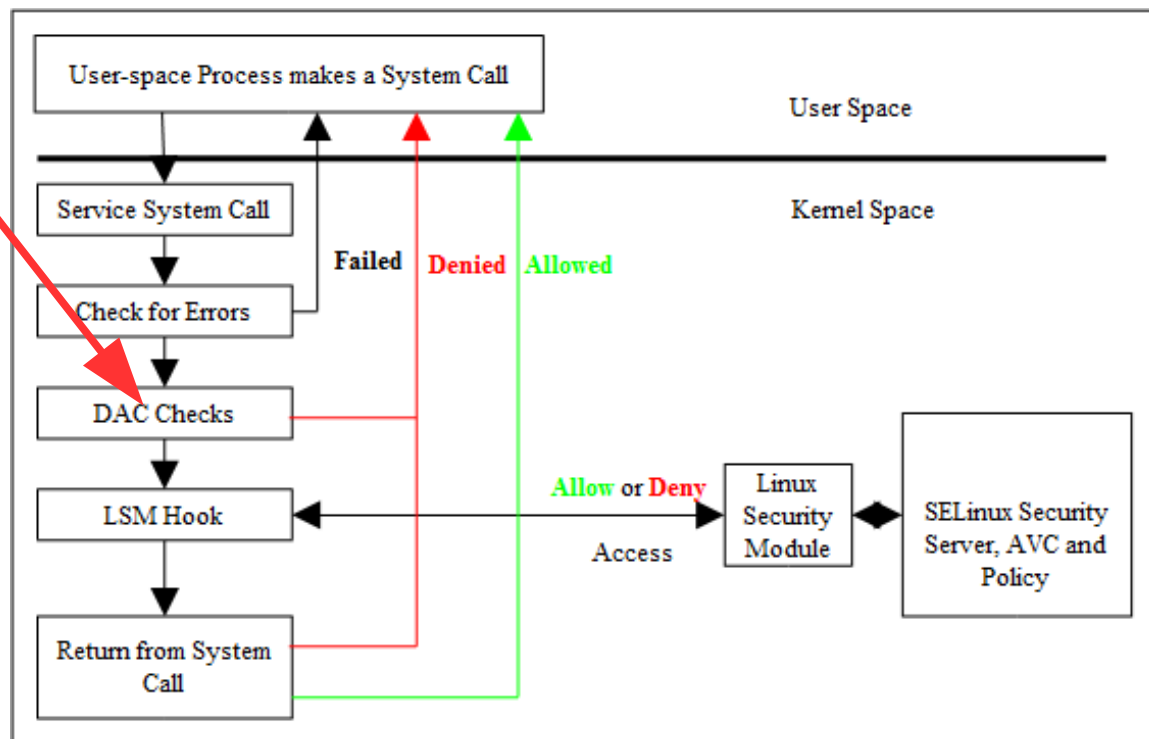 User-space Process makes a System Call
User Space
Service System Call
Kernel Space
Failed
Denied
Allowed
Check for Errors
DAC Checks
LSM Hook
Allow or Deny
Access
Linux
Security
Module
SELinux Security
Server, AVC and
Policy
Return from System
Call